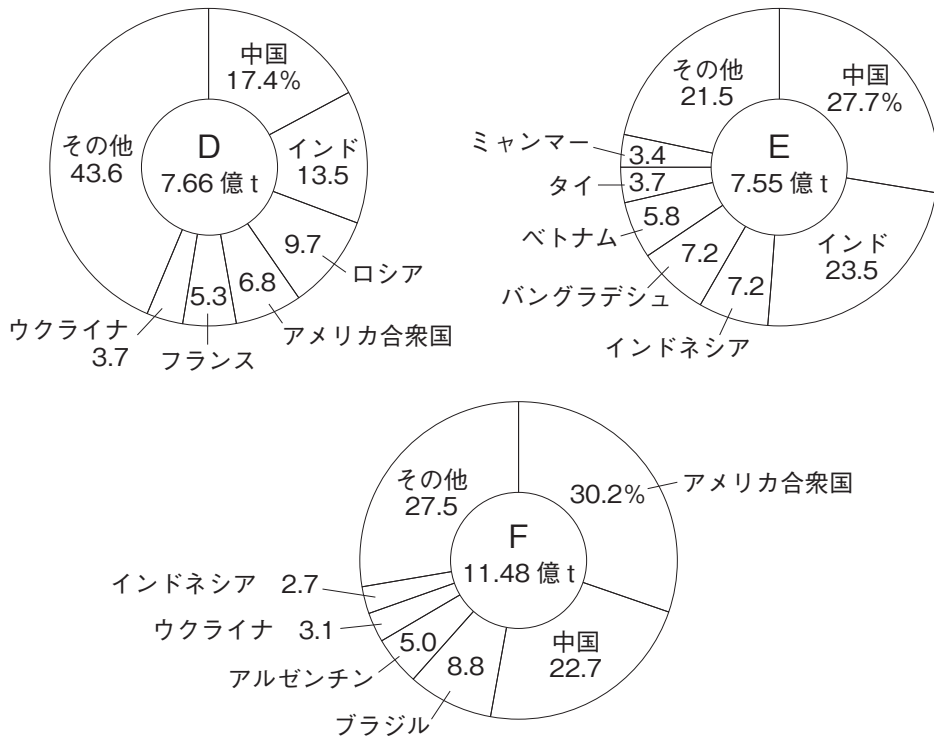 D
7.66 億 t
中国
17.4%
インド
13.5
9.7
ロシア
6.8
アメリカ合衆国
5.3
フランス
ウクライナ
3.7
その他
43.6
E
7.55 億 t
中国
27.7%
インド
23.5
7.2
インドネシア
7.2
バングラデシュ
5.8
ベトナム
3.7
タイ
3.4
ミャンマー
その他
21.5
F
11.48 億 t
30.2%
アメリカ合衆国
中国
22.7
8.8
ブラジル
5.0
アルゼンチン
ウクライナ 3.1
インドネシア 2.7
その他
27.5